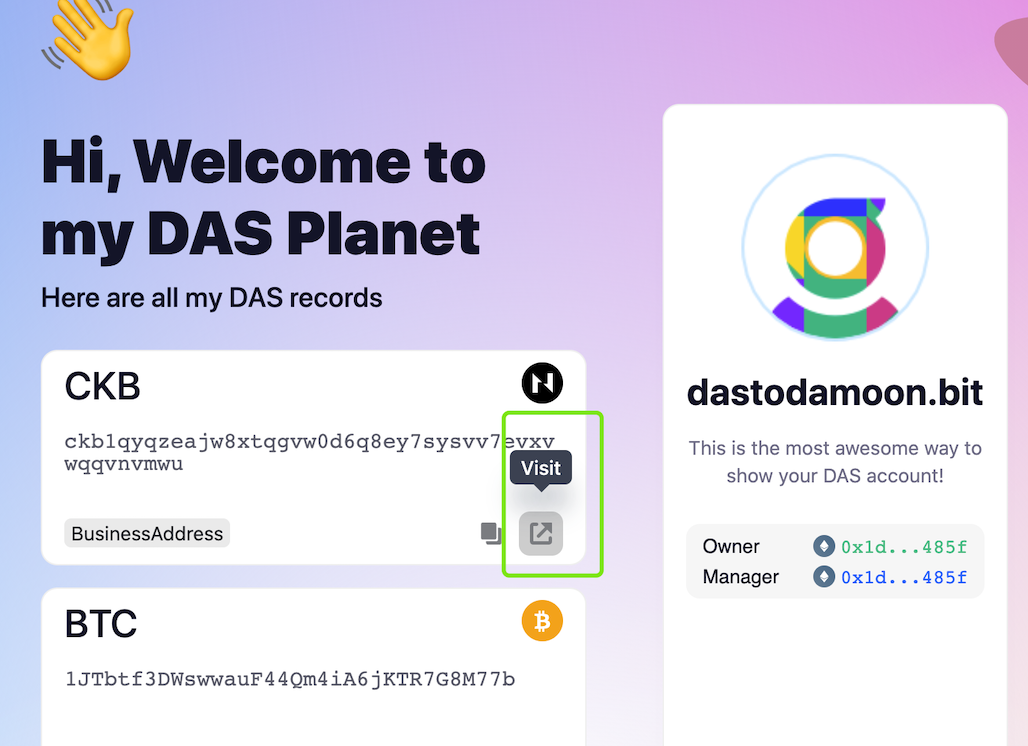 Hi, Welcome to
my DAS Planet
Here are all my DAS records
CKB
ckb1qyqzeajw8xtqgvw0d6q8ey7sysvv7evxv
wqqvnvmwu
Visit
BusinessAddress
BTC
1JTbtf3DWswwauF44Qm4iA6jKTR7G8M77b
dastodamoon.bit
This is the most awesome way to
show your DAS account!
Owner 0x1d...485f
Manager 0x1d...485f